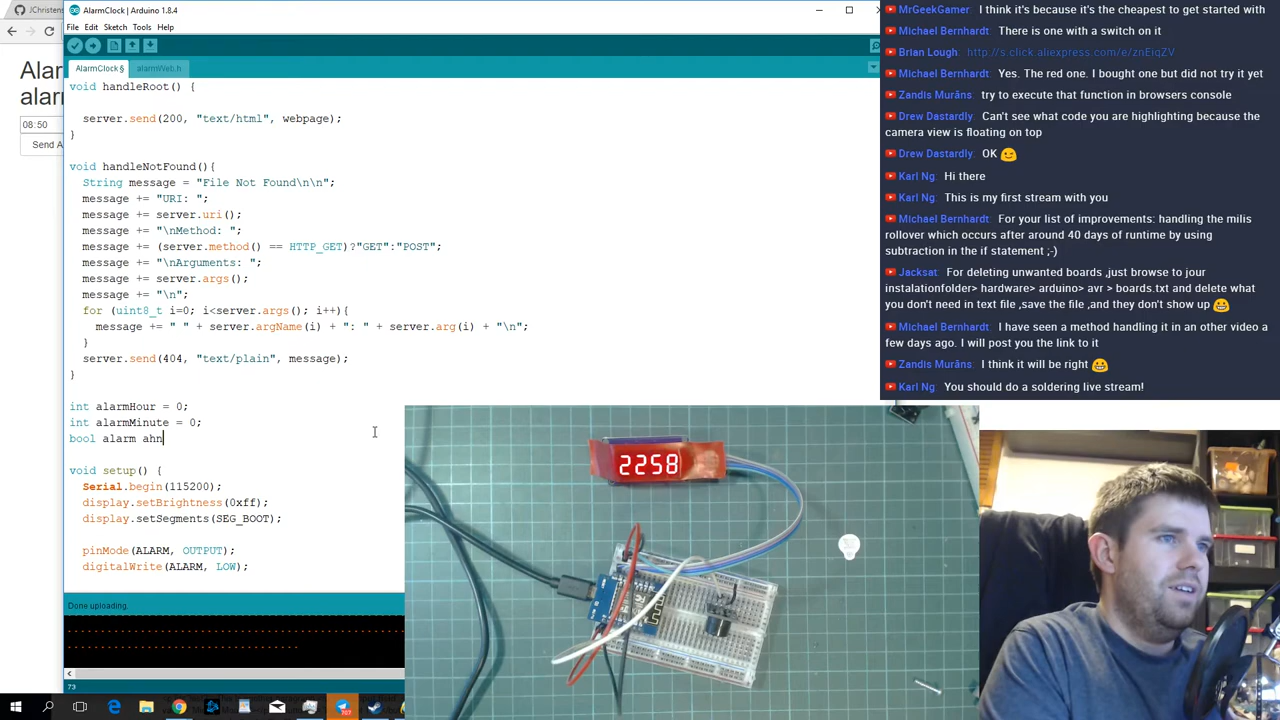 JChristens
AlarmClock | Arduino 1.8.4
File Edit Sketch Tools Help
AlarmClock § alarmWeb.h
Alar
alarm
08:50
Send A
void handleRoot() {
server.send(200, "text/html", webpage);
}
void handleNotFound(){
String message = "File Not Found\n\n";
message += "URI: ";
message += server.uri();
message += "\nMethod: ";
message += (server.method() == HTTP_GET)?"GET":"POST";
message += "\nArguments: ";
message += server.args();
message += "\n";
for (uint8_t i=0; i<server.args(); i++){
message += " " + server.argName(i) + ": " + server.arg(i) + "\n";
}
server.send(404, "text/plain", message);
}
int alarmHour = 0;
int alarmMinute = 0;
bool alarm ahn
void setup() {
Serial.begin(115200);
display.setBrightness(0xff);
display.setSegments(SEG_BOOT);
pinMode(ALARM, OUTPUT);
digitalWrite(ALARM, LOW);
Done uploading.
73
MrGeekGamer I think it's because it's the cheapest to get started with
Michael Bernhardt There is one with a switch on it
Brian Lough http://s.click.aliexpress.com/e/znEiqZV
Michael Bernhardt Yes. The red one. I bought one but did not try it yet
Zandis Murāns try to execute that function in browsers console
Drew Dastardly Can't see what code you are highlighting because the
camera view is floating on top
Drew Dastardly OK 😉
Karl Ng Hi there
Karl Ng This is my first stream with you
Michael Bernhardt For your list of improvements: handling the milis
rollover which occurs after around 40 days of runtime by using
subtraction in the if statement ;-)
Jacksat For deleting unwanted boards ,just browse to jour
instalationfolder> hardware> arduino> avr > boards.txt and delete what
you don't need in text file ,save the file ,and they don't show up 😀
Michael Bernhardt I have seen a method handling it in an other video a
few days ago. I will post you the link to it
Zandis Murāns I think it will be right 😀
Karl Ng You should do a soldering live stream!
2258